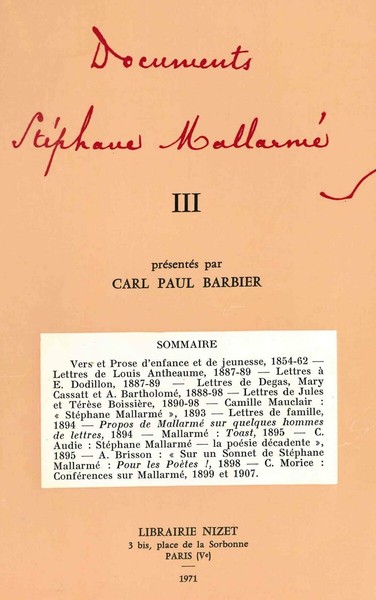 Documents
Stéphane Mallarmé
III
présentés par
CARL PAUL BARBIER
SOMMAIRE
Vers et Prose d'enfance et de jeunesse, 1854-62 —
Lettres de Louis Antheaume, 1887-89 — Lettres à
E. Dodillon, 1887-89 — Lettres de Degas, Mary
Cassatt et A. Bartholomé, 1888-98 — Lettres de Jules
et Térèse Boissière, 1890-98 — Camille Mauclair :
« Stéphane Mallarmé », 1893 — Lettres de famille,
1894 — Propos de Mallarmé sur quelques hommes
de lettres, 1894 — Mallarmé : Toast, 1895 — C.
Audie : Stéphane Mallarmé — la poésie décadente »,
1895 — A. Brisson : « Sur un Sonnet de Stéphane
Mallarmé : Pour les Poètes !, 1898 — C. Morice :
Conférences sur Mallarmé, 1899 et 1907.
LIBRAIRIE NIZET
3 bis, place de la Sorbonne
PARIS (Ve)
1971